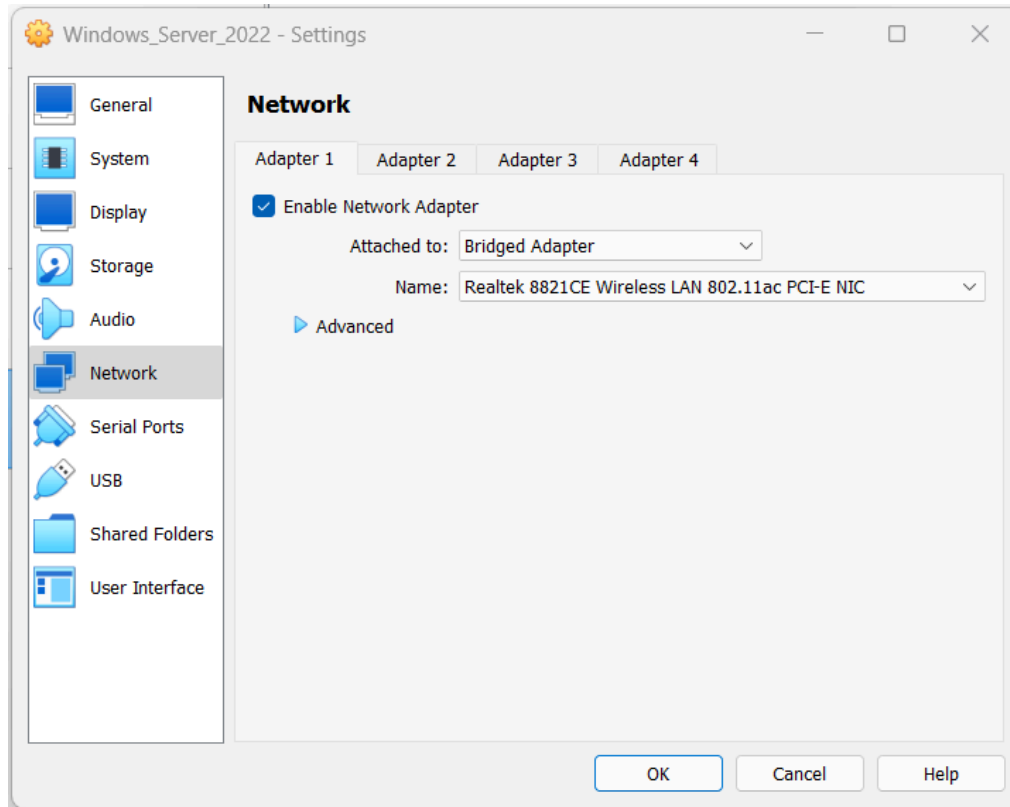 Windows_Server_2022 - Settings
General
System
Display
Storage
Audio
Network
Serial Ports
USB
Shared Folders
User Interface
Network
Adapter 1 Adapter 2 Adapter 3 Adapter 4
Enable Network Adapter
Attached to: Bridged Adapter
Name: Realtek 8821CE Wireless LAN 802.11ac PCI-E NIC
Advanced
OK Cancel Help